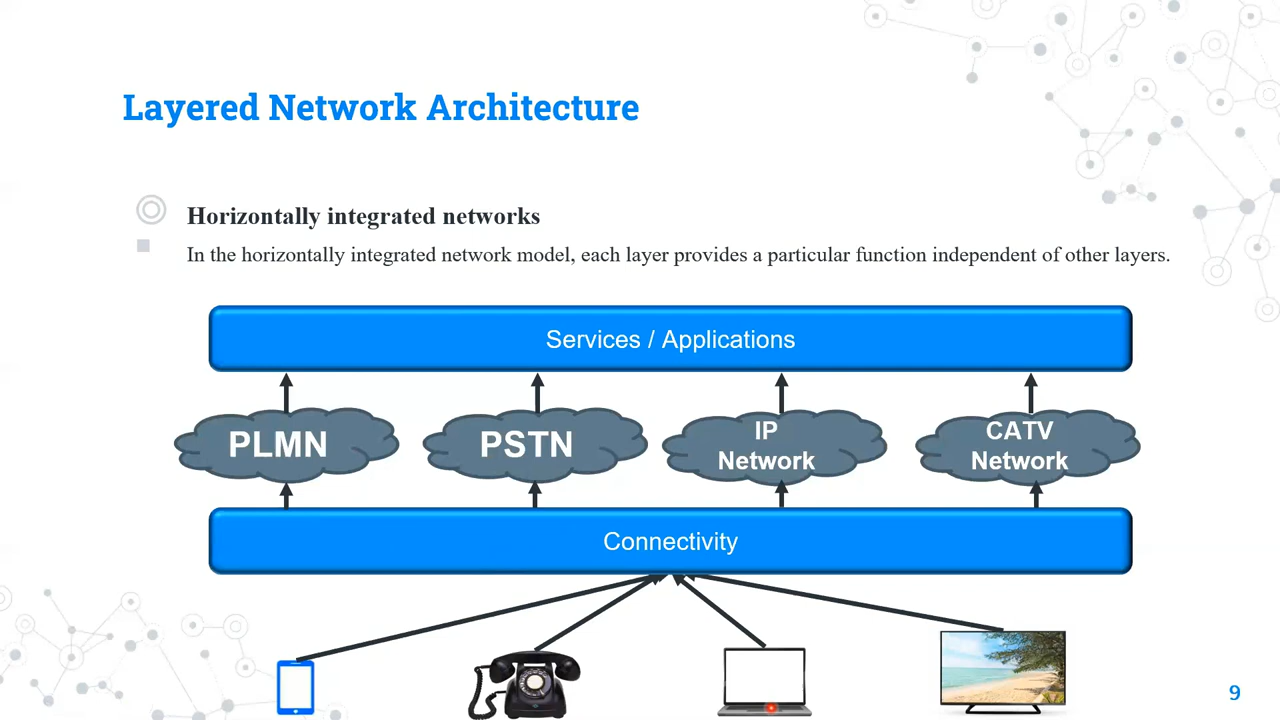 Layered Network Architecture
Horizontally integrated networks
In the horizontally integrated network model, each layer provides a particular function independent of other layers.
Services / Applications
PLMN
PSTN
IP
Network
CATV
Network
Connectivity
9